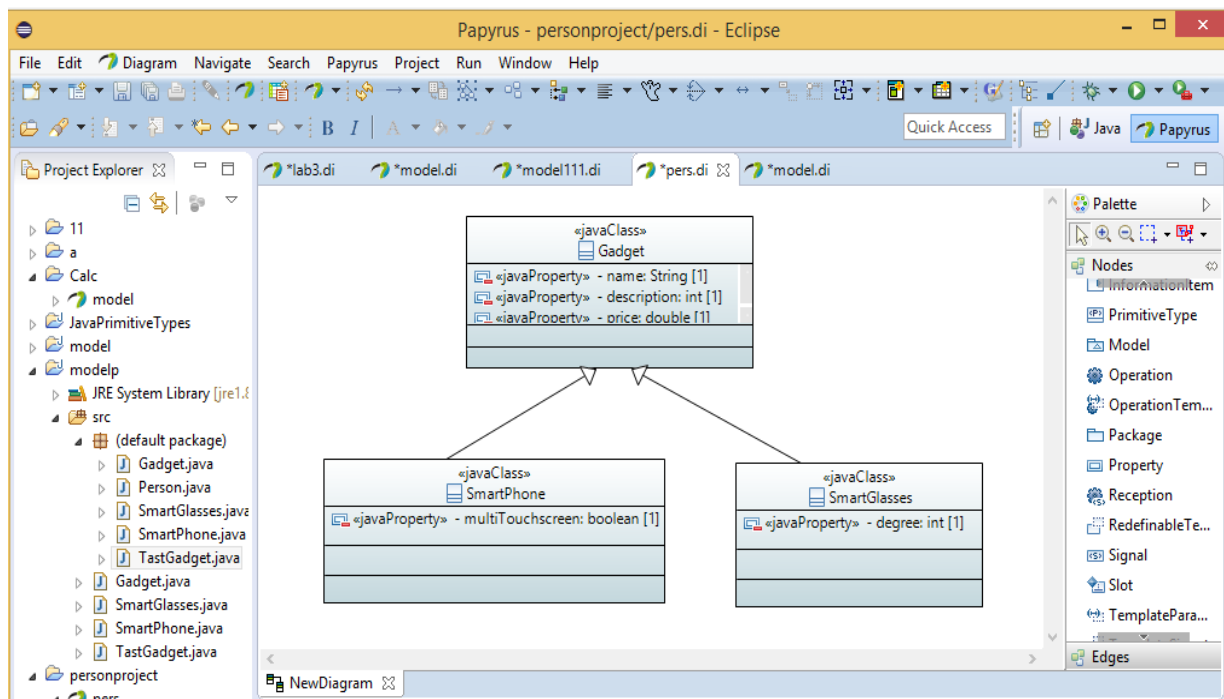 Papyrus - personproject/pers.di - Eclipse
File Edit Diagram Navigate Search Papyrus Project Run Window Help
B I A
Quick Access
Java
Papyrus
Project Explorer
11
a
Calc
model
JavaPrimitiveTypes
model
modelp
JRE System Library [jre1.8
src
(default package)
Gadget.java
Person.java
SmartGlasses.java
SmartPhone.java
TastGadget.java
Gadget.java
SmartGlasses.java
SmartPhone.java
TastGadget.java
personproject
pers
*lab3.di
*model.di
*model111.di
*pers.di
*model.di
«javaClass»
Gadget
«javaProperty» - name: String [1]
«javaProperty» - description: int [1]
«javaProperty» - price: double [1]
«javaClass»
SmartPhone
«javaProperty» - multiTouchscreen: boolean [1]
«javaClass»
SmartGlasses
«javaProperty» - degree: int [1]
NewDiagram
Palette
Nodes
InformationItem
PrimitiveType
Model
Operation
OperationTem...
Package
Property
Reception
RedefinableTe...
Signal
Slot
TemplatePara...
Edges